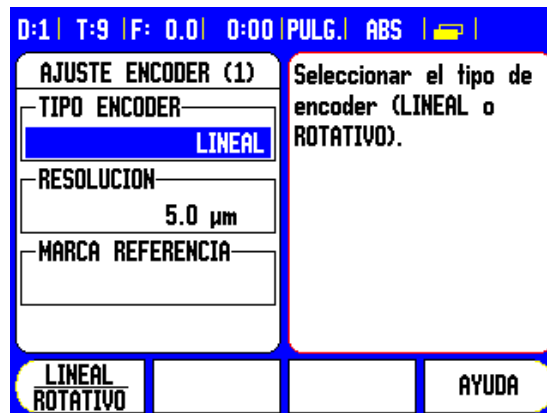 D:1 | T:9 | F: 0.0 | 0:00 | PULG. | ABS
AJUSTE ENCODER (1)
TIPO ENCODER
LINEAL
RESOLUCION
5.0 µm
MARCA REFERENCIA
Seleccionar el tipo de
encoder (LINEAL o
ROTATIVO).
LINEAL
ROTATIVO
AYUDA